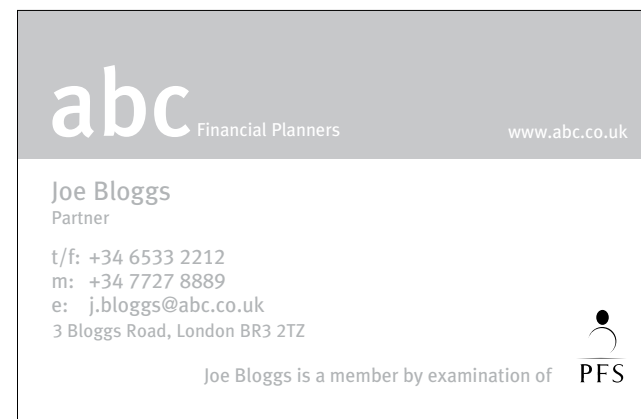 abc Financial Planners www.abc.co.uk
Joe Bloggs
Partner
t/f: +34 6533 2212
m: +34 7727 8889
e: j.bloggs@abc.co.uk
3 Bloggs Road, London BR3 2TZ
Joe Bloggs is a member by examination of PFS